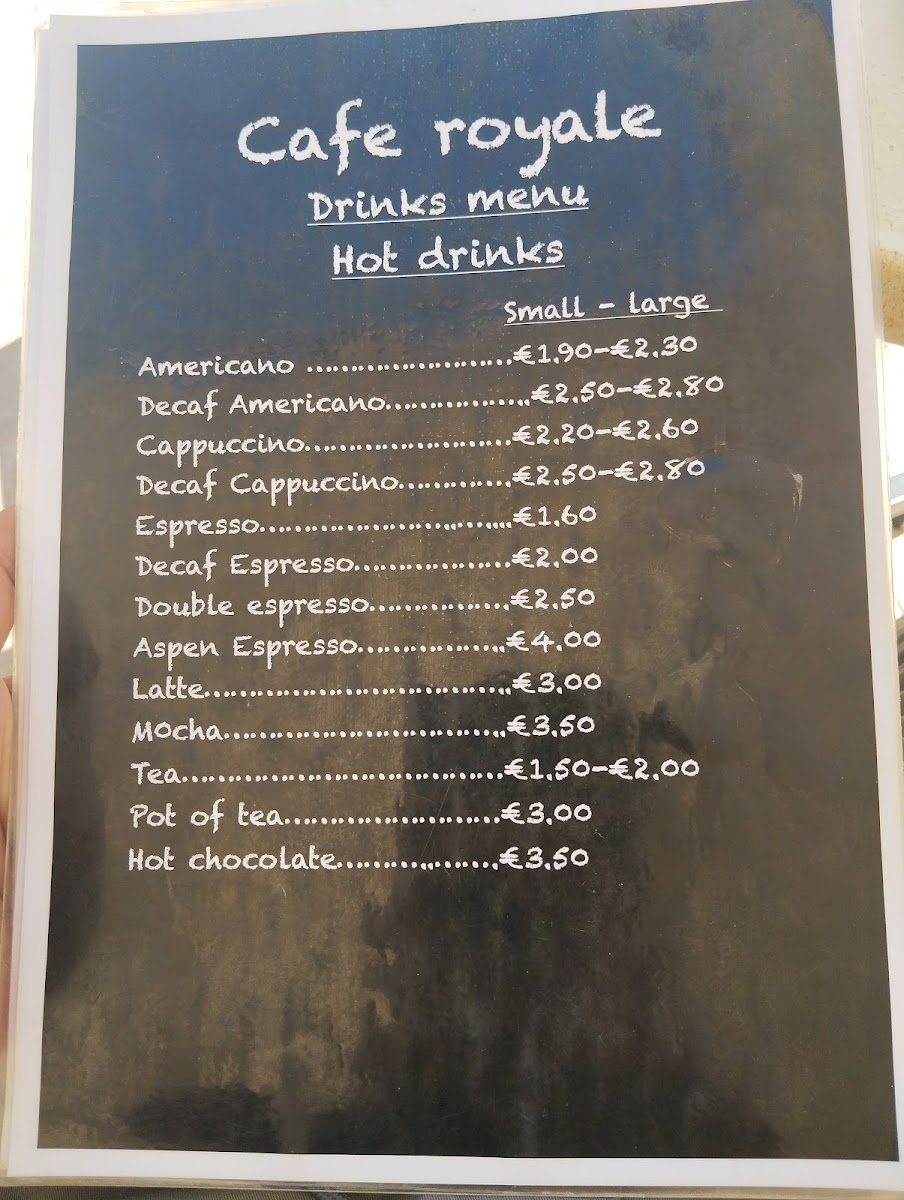 Cafe royale
Drinks menu
Hot drinks
Small - large
Americano .......................€1.90-€2.30
Decaf Americano.................€2.50-€2.80
Cappuccino.......................€2.20-€2.60
Decaf Cappuccino.............€2.50-€2.80
Espresso............................€1.60
Decaf Espresso.................€2.00
Double espresso................€2.50
Aspen Espresso.................€4.00
Latte..................................€3.00
Mocha................................€3.50
Tea....................................€1.50-€2.00
Pot of tea........................€3.00
Hot chocolate..................€3.50